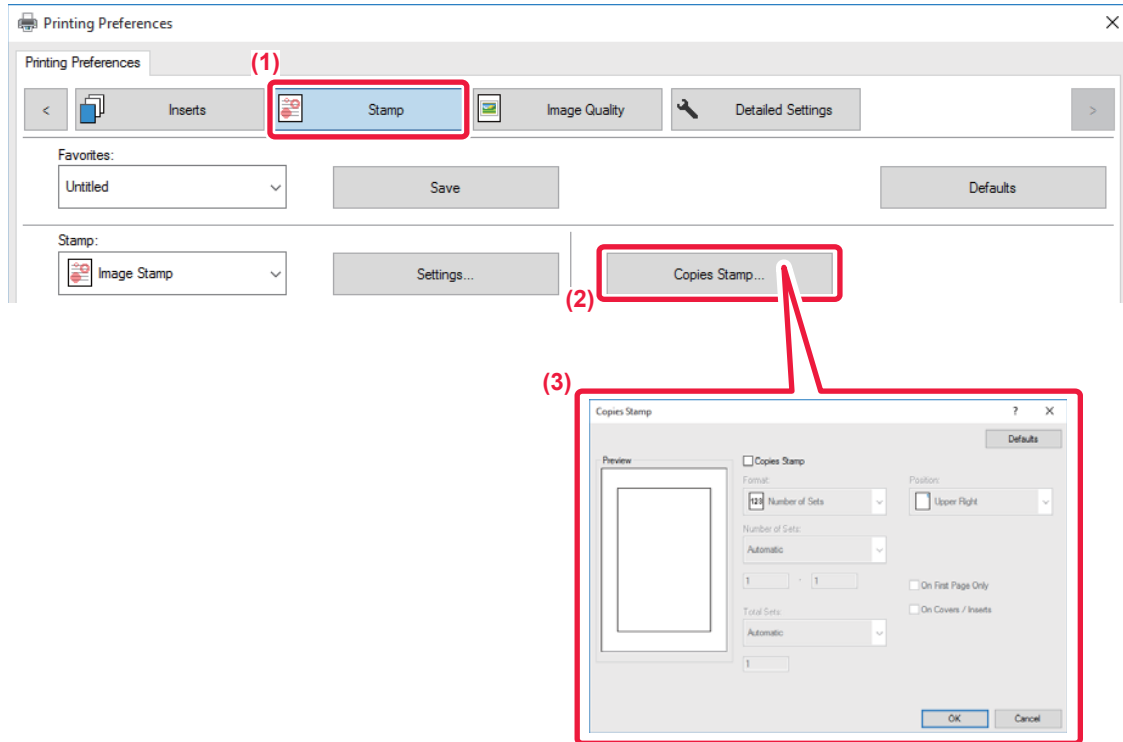 Printing Preferences
Printing Preferences
(1)
< Inserts Stamp Image Quality Detailed Settings >
Favorites:
Untitled Save Defaults
Stamp:
Image Stamp Settings... Copies Stamp...
(2)
(3)
Copies Stamp ? X
Defaults
Preview Copies Stamp
Format: Position:
123 Number of Sets Upper Right
Number of Sets:
Automatic
1 - 1 On First Page Only
Total Sets: On Covers / Inserts
Automatic
1
OK Cancel